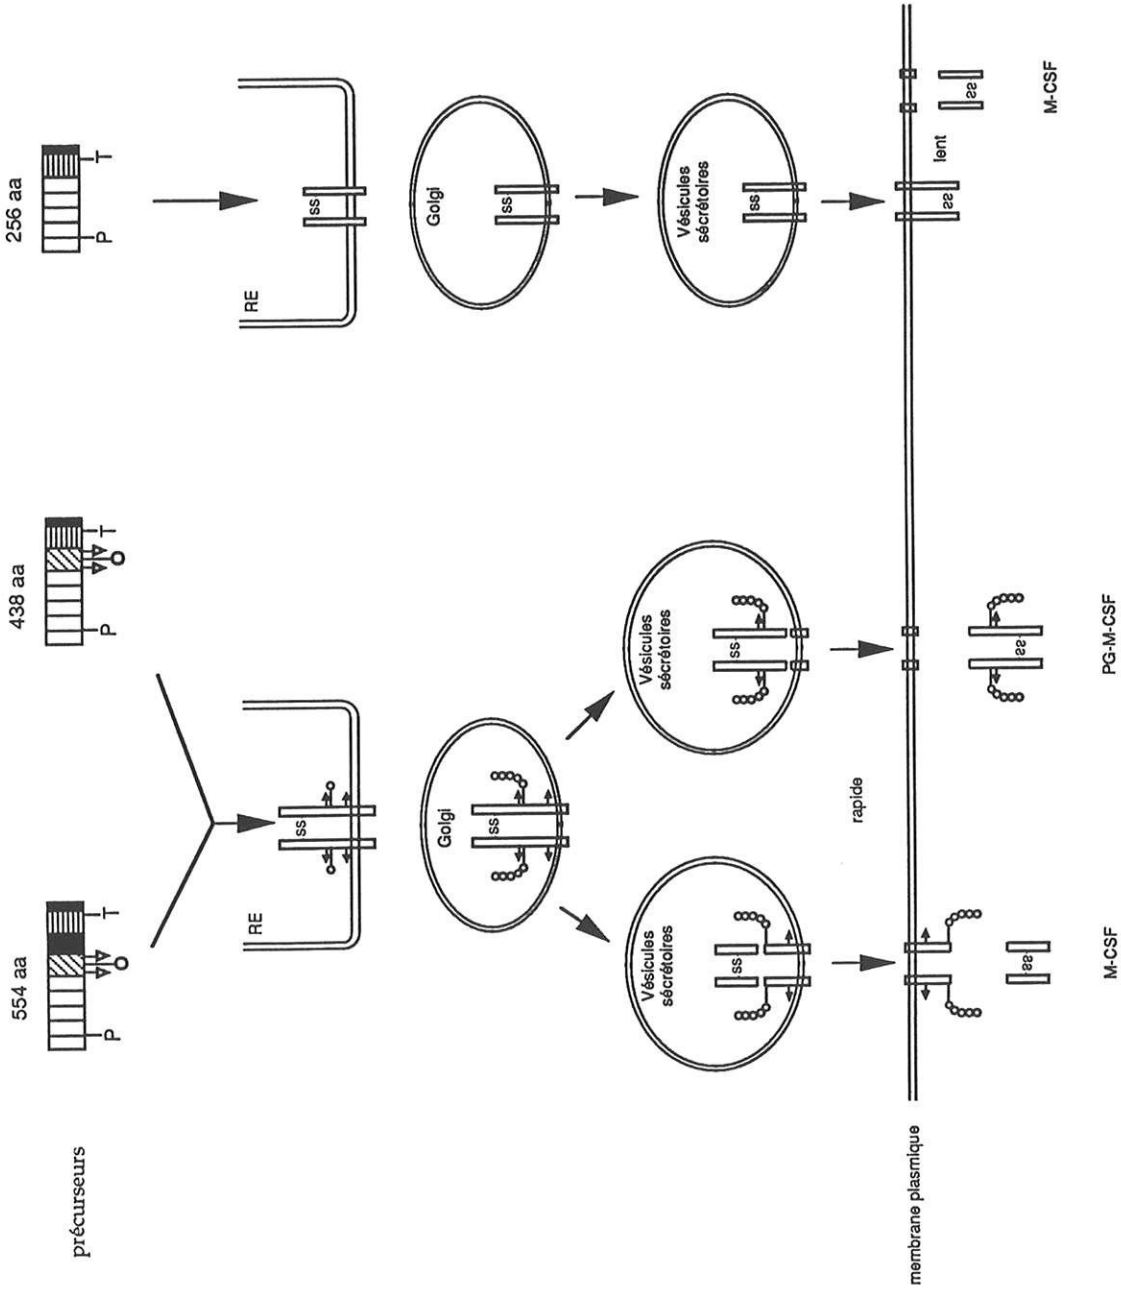 précurseurs
554 aa
438 aa
256 aa
P
T
P
T
P
T
RE
ss
RE
ss
Golgi
ss
Golgi
ss
Vésicules
sécrétoires
ss
Vésicules
sécrétoires
ss
Vésicules
sécrétoires
ss
rapide
lent
membrane plasmique
ss
ss
ss
ss
M-CSF
PG-M-CSF
M-CSF